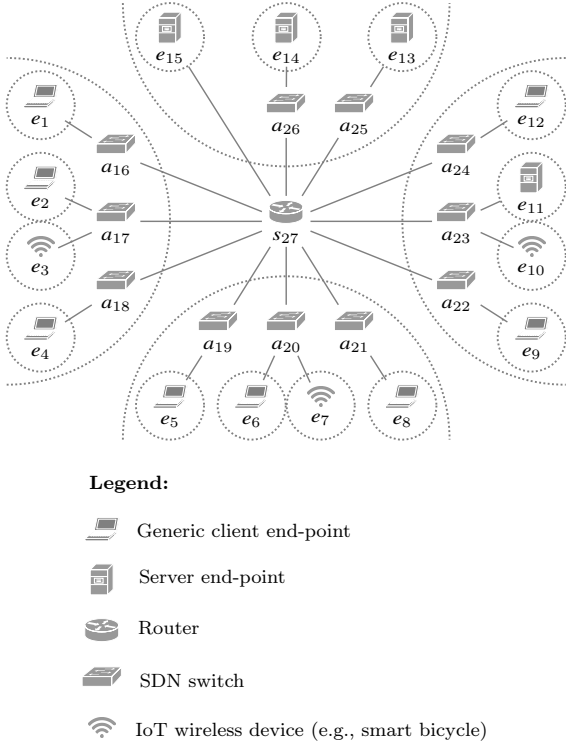 e15 e14 e13
e1 a26 a25 e12
a16 a24
e2 e11
a17 s27 a23
e3 e10
a18 a22
e4 a19 a20 a21 e9
e5 e6 e7 e8
Legend:
Generic client end-point
Server end-point
Router
SDN switch
IoT wireless device (e.g., smart bicycle)